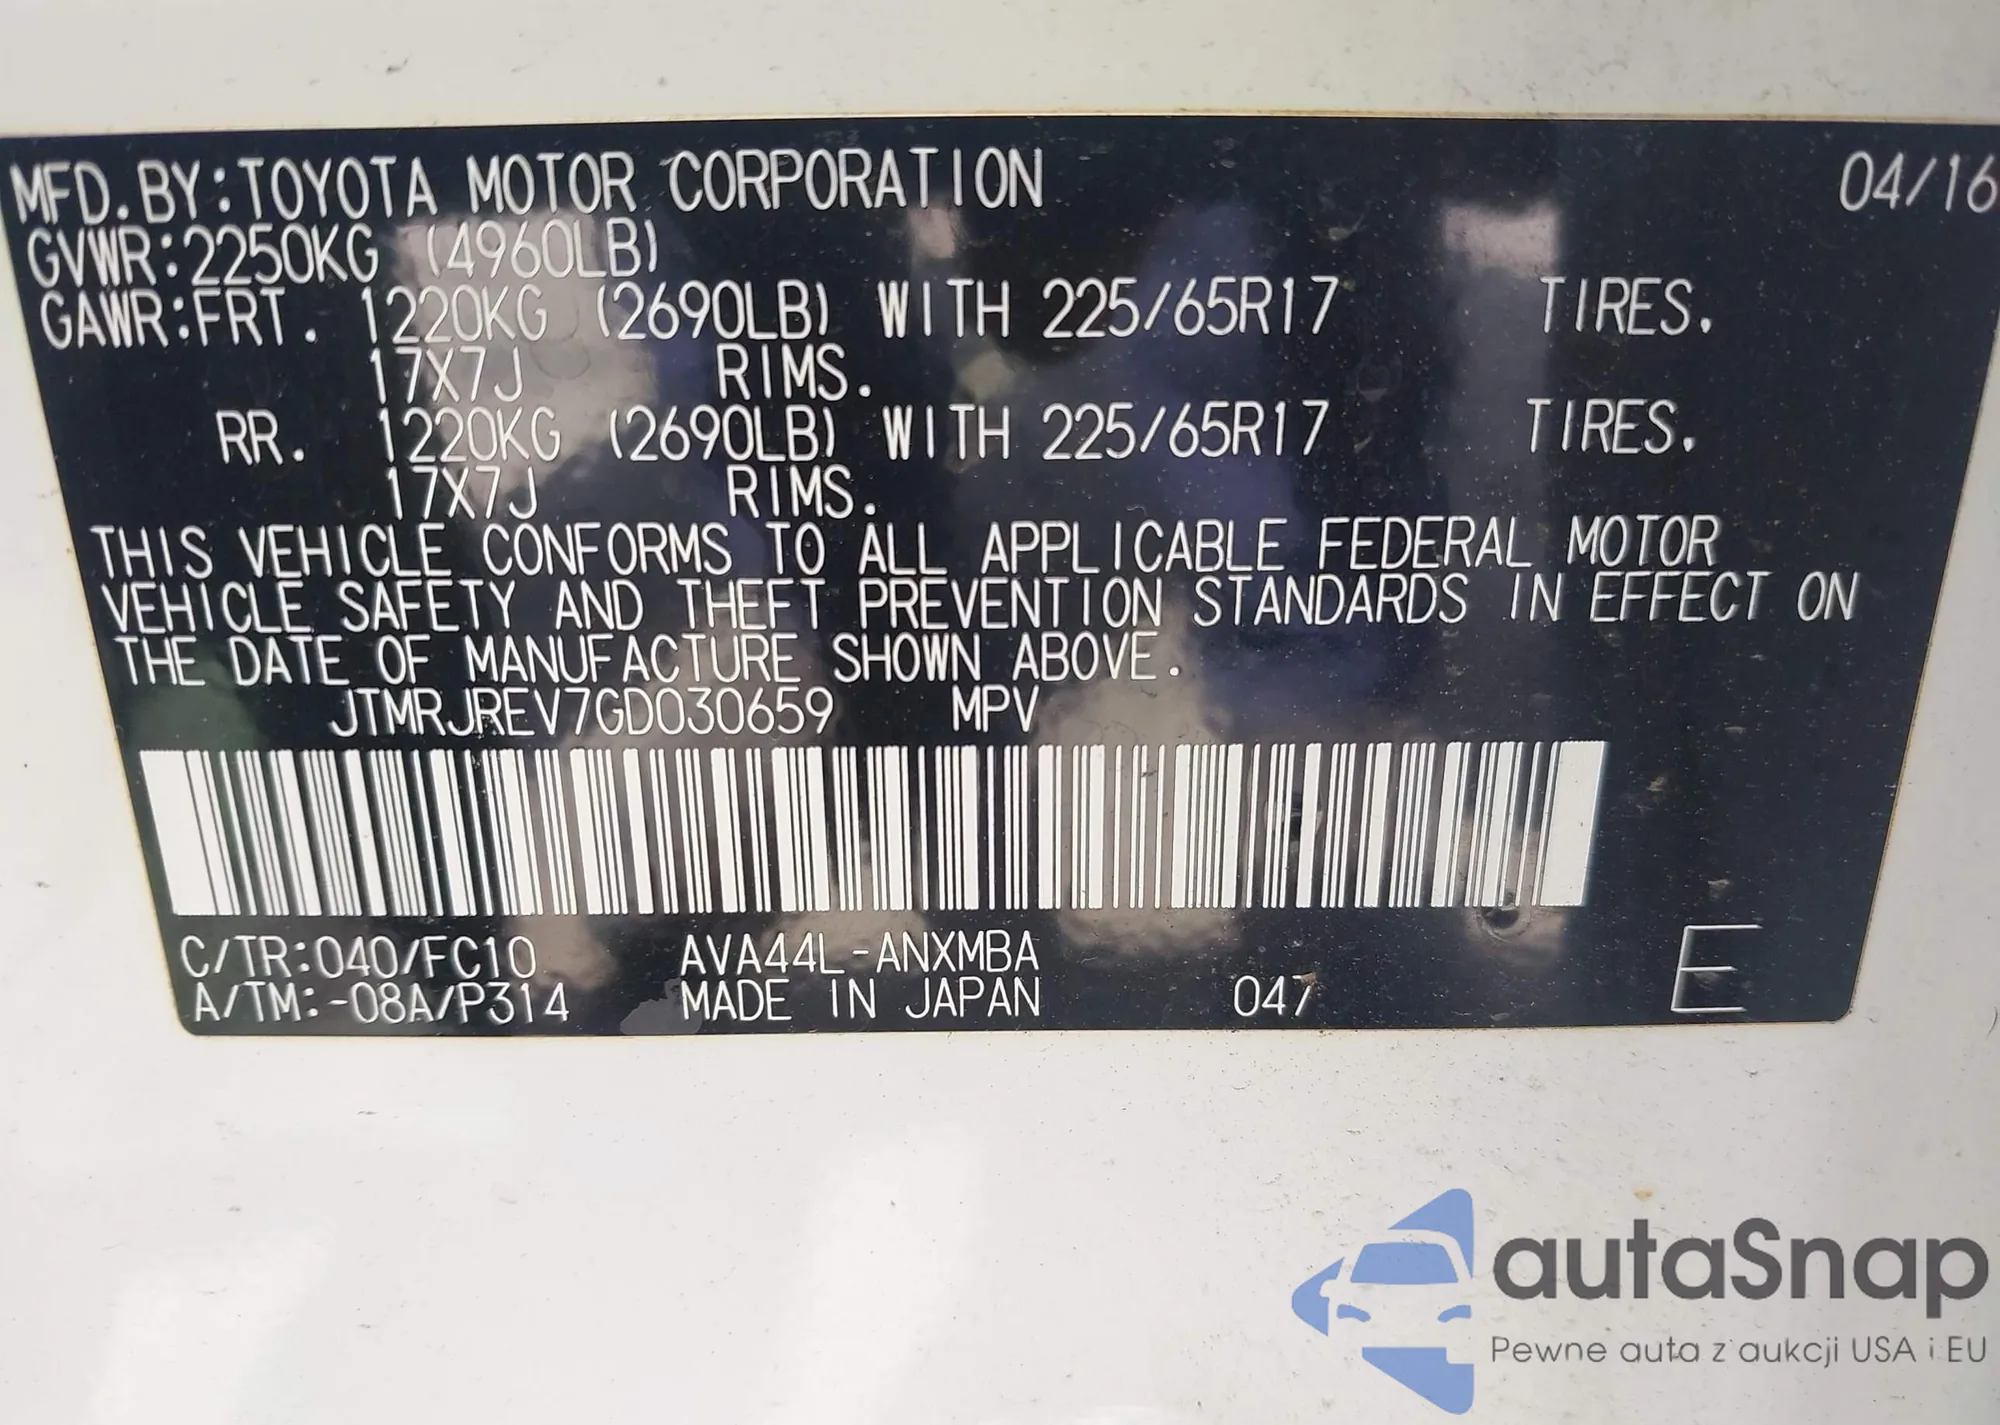 MFD.BY:TOYOTA MOTOR CORPORATION 04/16
GVWR:2250KG (4960LB)
GAWR:FRT. 1220KG (2690LB) WITH 225/65R17 TIRES.
17X7J RIMS.
RR. 1220KG (2690LB) WITH 225/65R17 TIRES.
17X7J RIMS.
THIS VEHICLE CONFORMS TO ALL APPLICABLE FEDERAL MOTOR
VEHICLE SAFETY AND THEFT PREVENTION STANDARDS IN EFFECT ON
THE DATE OF MANUFACTURE SHOWN ABOVE.
JTMRJREV7GD030659 MPV
C/TR:040/FC10 AVA44L-ANXMBA
A/TM:-08A/P314 MADE IN JAPAN 047 E
autaSnap
Pewne auta z aukcji USA i EU